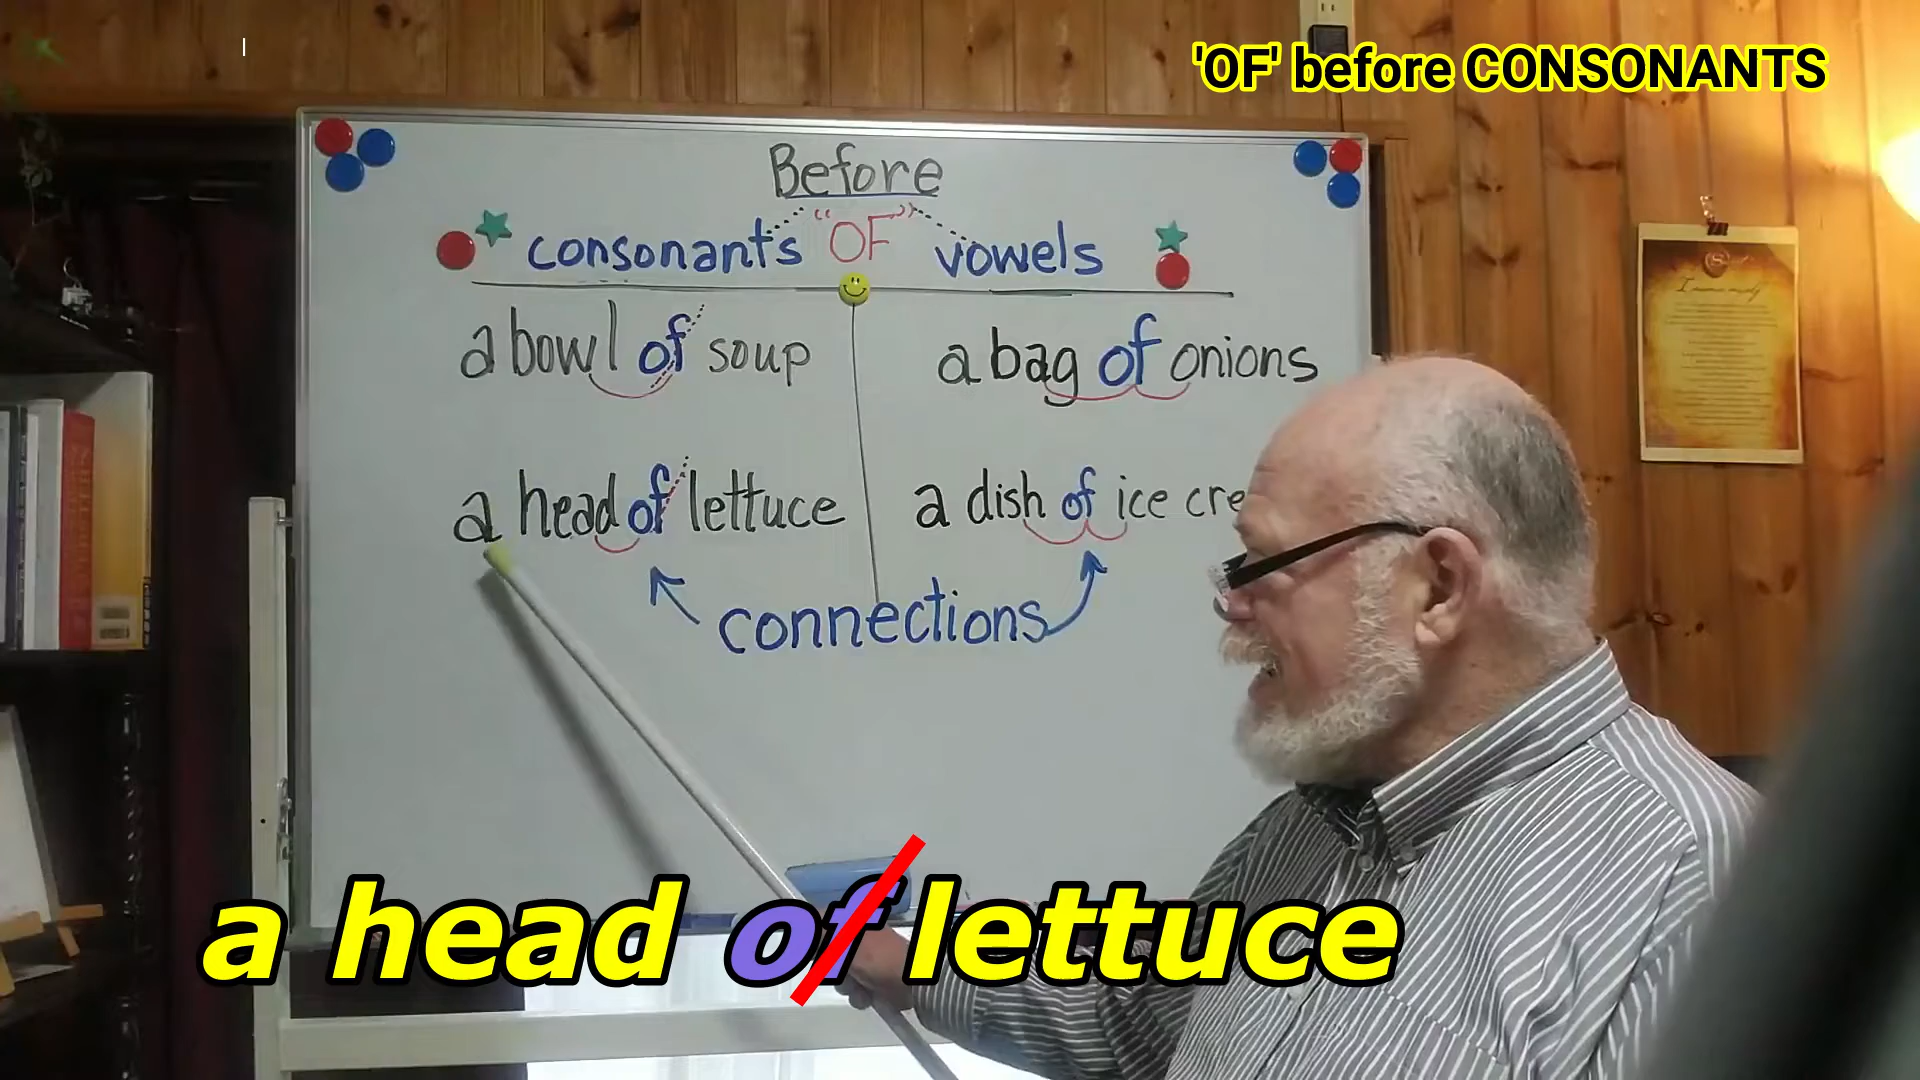 'OF' before CONSONANTS
Before
consonants "OF" vowels
a bowl of soup
a bag of onions
a head of lettuce
a dish of ice cre
connections
a head of lettuce